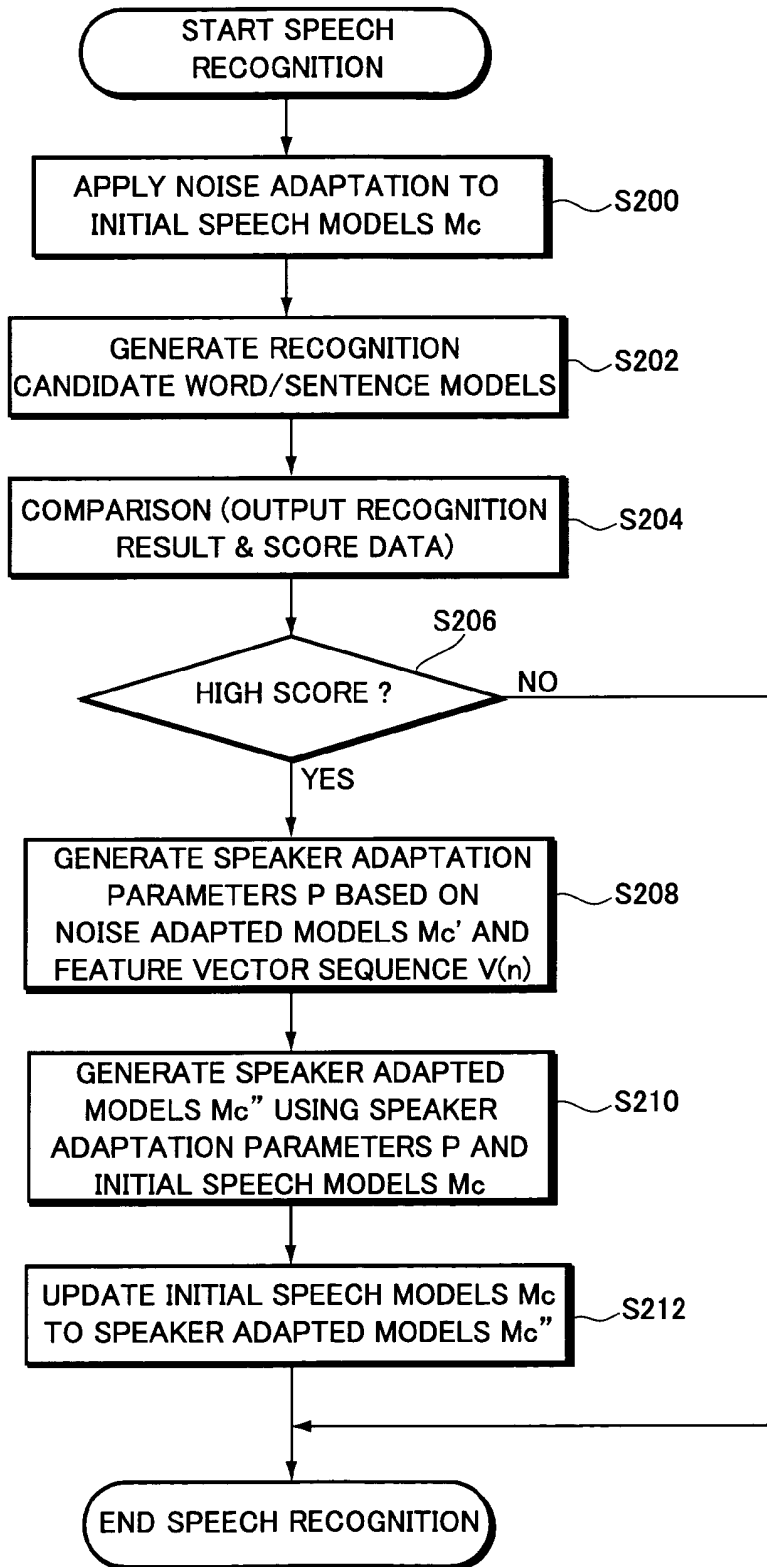 START SPEECH
RECOGNITION
APPLY NOISE ADAPTATION TO
INITIAL SPEECH MODELS Mc
S200
GENERATE RECOGNITION
CANDIDATE WORD/SENTENCE MODELS
S202
COMPARISON (OUTPUT RECOGNITION
RESULT & SCORE DATA)
S204
S206
HIGH SCORE ?
NO
YES
GENERATE SPEAKER ADAPTATION
PARAMETERS P BASED ON
NOISE ADAPTED MODELS Mc' AND
FEATURE VECTOR SEQUENCE V(n)
S208
GENERATE SPEAKER ADAPTED
MODELS Mc" USING SPEAKER
ADAPTATION PARAMETERS P AND
INITIAL SPEECH MODELS Mc
S210
UPDATE INITIAL SPEECH MODELS Mc
TO SPEAKER ADAPTED MODELS Mc"
S212
END SPEECH RECOGNITION